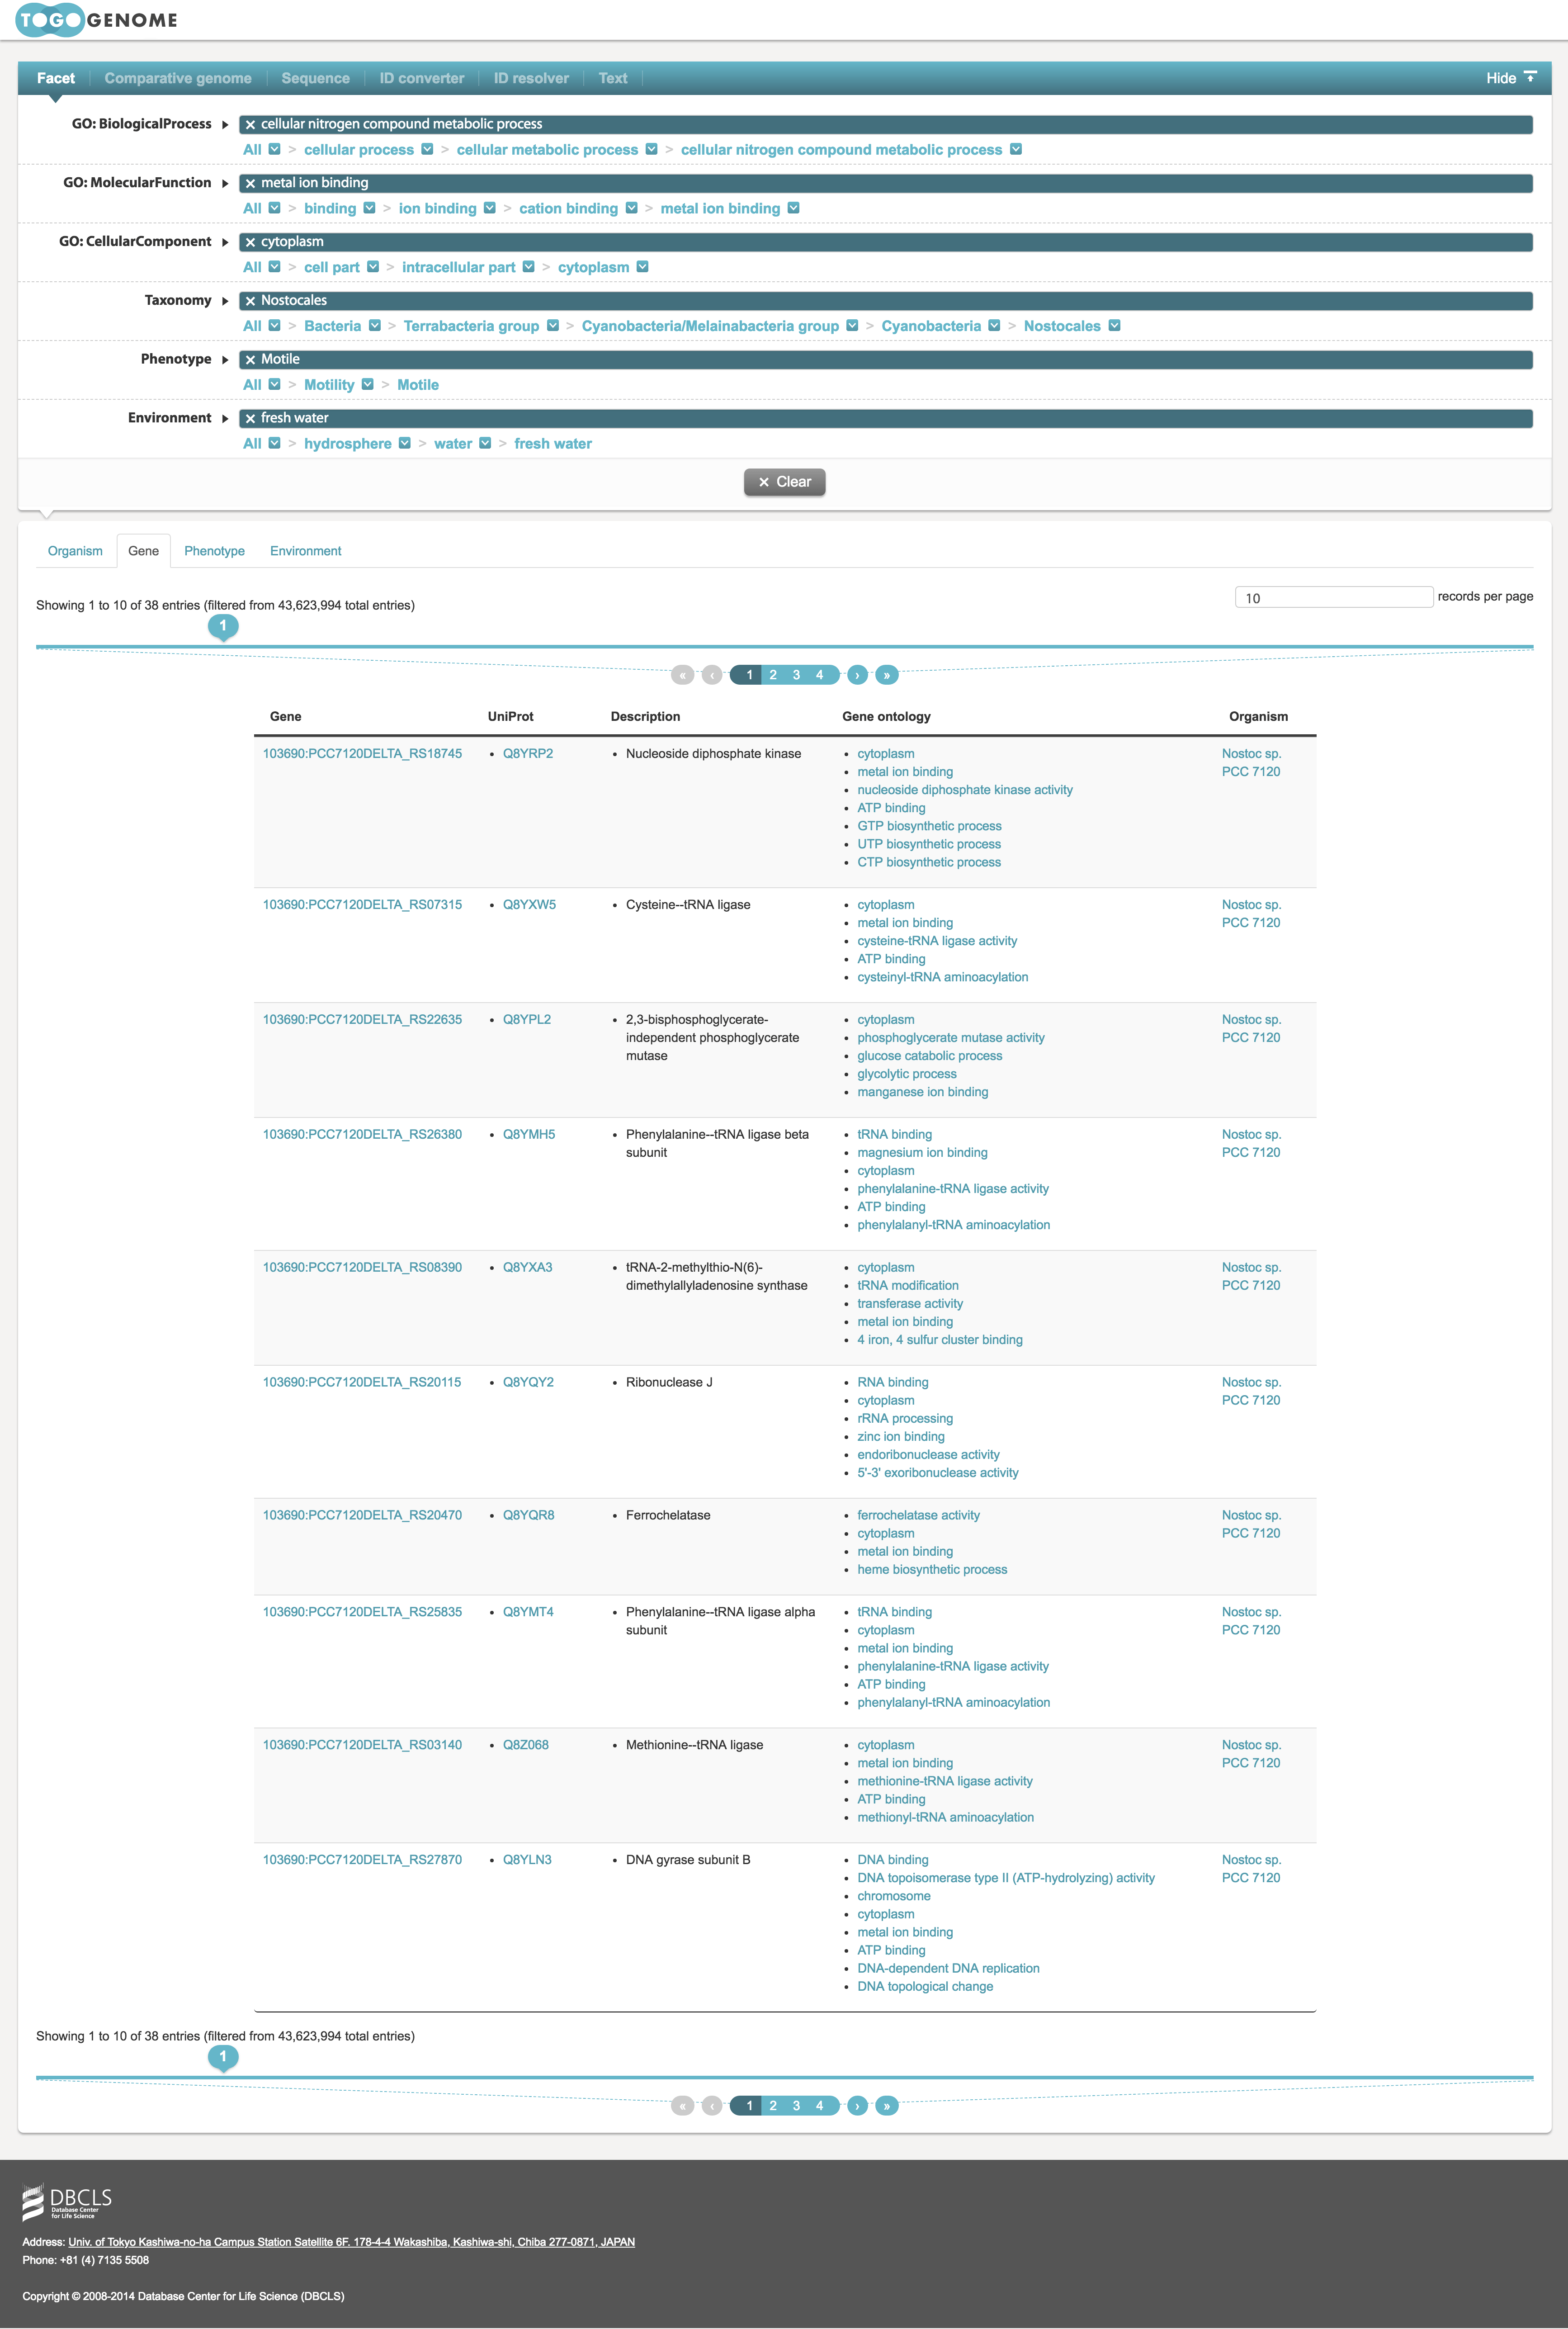 TOGOGENOME
Facet Comparative genome Sequence ID converter ID resolver Text Hide
GO: BiologicalProcess × cellular nitrogen compound metabolic process
All > cellular process > cellular metabolic process > cellular nitrogen compound metabolic process
GO: MolecularFunction × metal ion binding
All > binding > ion binding > cation binding > metal ion binding
GO: CellularComponent × cytoplasm
All > cell part > intracellular part > cytoplasm
Taxonomy × Nostocales
All > Bacteria > Terrabacteria group > Cyanobacteria/Melainabacteria group > Cyanobacteria > Nostocales
Phenotype × Motile
All > Motility > Motile
Environment × fresh water
All > hydrosphere > water > fresh water
× Clear
Organism Gene Phenotype Environment
Showing 1 to 10 of 38 entries (filtered from 43,623,994 total entries) 10 records per page
1
« ‹ 1 2 3 4 › »
Gene UniProt Description Gene ontology Organism
103690:PCC7120DELTA_RS18745 • Q8YRP2 • Nucleoside diphosphate kinase • cytoplasm Nostoc sp.
• metal ion binding PCC 7120
• nucleoside diphosphate kinase activity
• ATP binding
• GTP biosynthetic process
• UTP biosynthetic process
• CTP biosynthetic process
103690:PCC7120DELTA_RS07315 • Q8YXW5 • Cysteine--tRNA ligase • cytoplasm Nostoc sp.
• metal ion binding PCC 7120
• cysteine-tRNA ligase activity
• ATP binding
• cysteinyl-tRNA aminoacylation
103690:PCC7120DELTA_RS22635 • Q8YPL2 • 2,3-bisphosphoglycerate- • cytoplasm Nostoc sp.
independent phosphoglycerate • phosphoglycerate mutase activity PCC 7120
mutase • glucose catabolic process
• glycolytic process
• manganese ion binding
103690:PCC7120DELTA_RS26380 • Q8YMH5 • Phenylalanine--tRNA ligase beta • tRNA binding Nostoc sp.
subunit • magnesium ion binding PCC 7120
• cytoplasm
• phenylalanine-tRNA ligase activity
• ATP binding
• phenylalanyl-tRNA aminoacylation
103690:PCC7120DELTA_RS08390 • Q8YXA3 • tRNA-2-methylthio-N(6)- • cytoplasm Nostoc sp.
dimethylallyladenosine synthase • tRNA modification PCC 7120
• transferase activity
• metal ion binding
• 4 iron, 4 sulfur cluster binding
103690:PCC7120DELTA_RS20115 • Q8YQY2 • Ribonuclease J • RNA binding Nostoc sp.
• cytoplasm PCC 7120
• rRNA processing
• zinc ion binding
• endoribonuclease activity
• 5'-3' exoribonuclease activity
103690:PCC7120DELTA_RS20470 • Q8YQR8 • Ferrochelatase • ferrochelatase activity Nostoc sp.
• cytoplasm PCC 7120
• metal ion binding
• heme biosynthetic process
103690:PCC7120DELTA_RS25835 • Q8YMT4 • Phenylalanine--tRNA ligase alpha • tRNA binding Nostoc sp.
subunit • cytoplasm PCC 7120
• metal ion binding
• phenylalanine-tRNA ligase activity
• ATP binding
• phenylalanyl-tRNA aminoacylation
103690:PCC7120DELTA_RS03140 • Q8Z068 • Methionine--tRNA ligase • cytoplasm Nostoc sp.
• metal ion binding PCC 7120
• methionine-tRNA ligase activity
• ATP binding
• methionyl-tRNA aminoacylation
103690:PCC7120DELTA_RS27870 • Q8YLN3 • DNA gyrase subunit B • DNA binding Nostoc sp.
• DNA topoisomerase type II (ATP-hydrolyzing) activity PCC 7120
• chromosome
• cytoplasm
• metal ion binding
• ATP binding
• DNA-dependent DNA replication
• DNA topological change
Showing 1 to 10 of 38 entries (filtered from 43,623,994 total entries)
1
« ‹ 1 2 3 4 › »
DBCLS
Database Center
for Life Science
Address: Univ. of Tokyo Kashiwa-no-ha Campus Station Satellite 6F. 178-4-4 Wakashiba, Kashiwa-shi, Chiba 277-0871, JAPAN
Phone: +81 (4) 7135 5508
Copyright © 2008-2014 Database Center for Life Science (DBCLS)